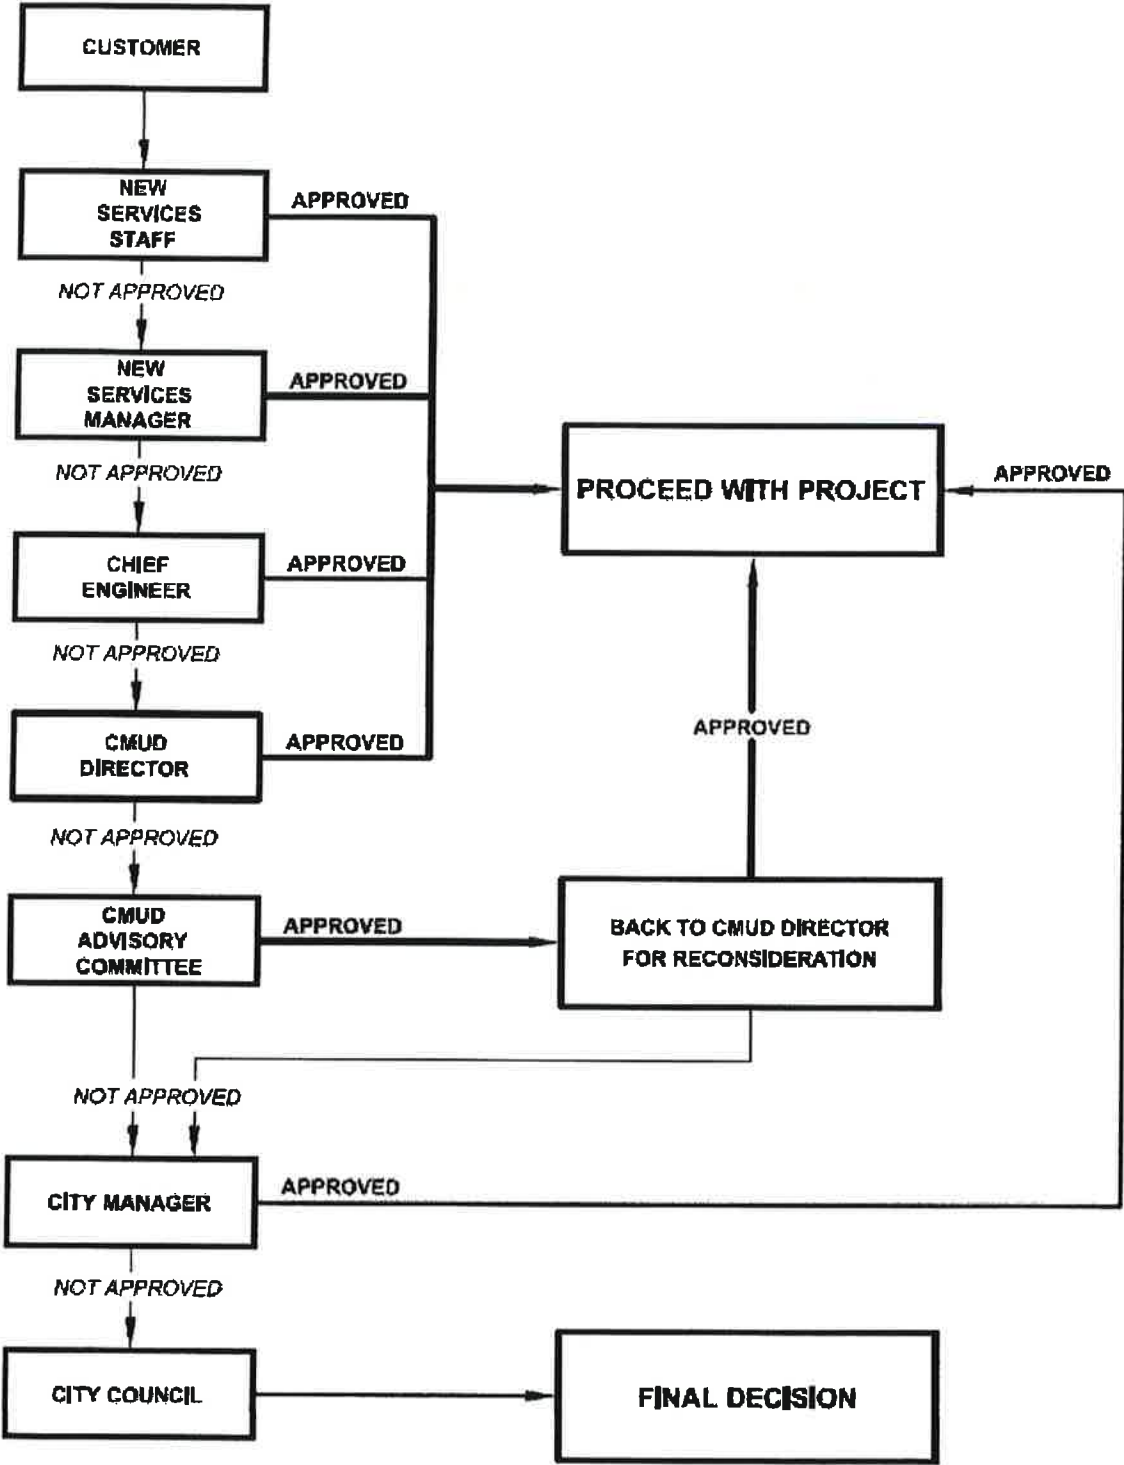 CUSTOMER
NEW
SERVICES
STAFF
APPROVED
NOT APPROVED
NEW
SERVICES
MANAGER
APPROVED
NOT APPROVED
PROCEED WITH PROJECT
APPROVED
CHIEF
ENGINEER
APPROVED
NOT APPROVED
CMUD
DIRECTOR
APPROVED
APPROVED
NOT APPROVED
CMUD
ADVISORY
COMMITTEE
APPROVED
BACK TO CMUD DIRECTOR
FOR RECONSIDERATION
NOT APPROVED
CITY MANAGER
APPROVED
NOT APPROVED
CITY COUNCIL
FINAL DECISION